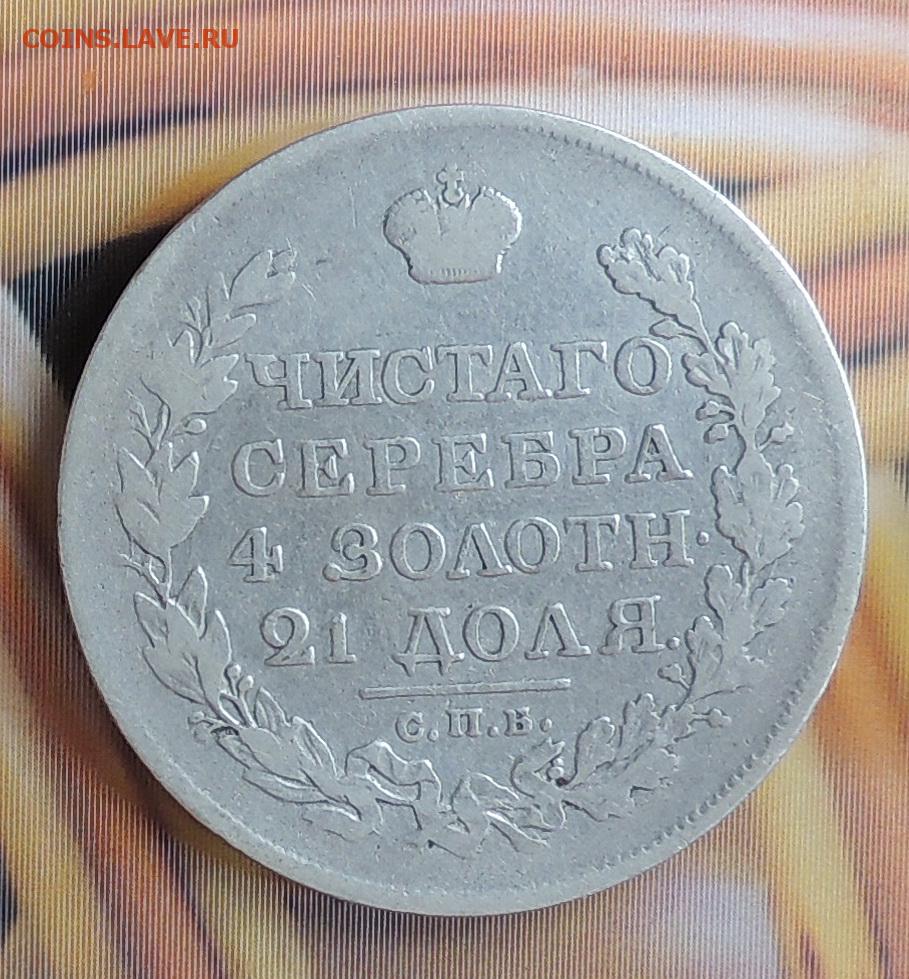 COINS.LAVE.RU
ЧИСТАГО
СЕРЕБРА
4 ЗОЛОТН.
21 ДОЛЯ.
С.П.Б.